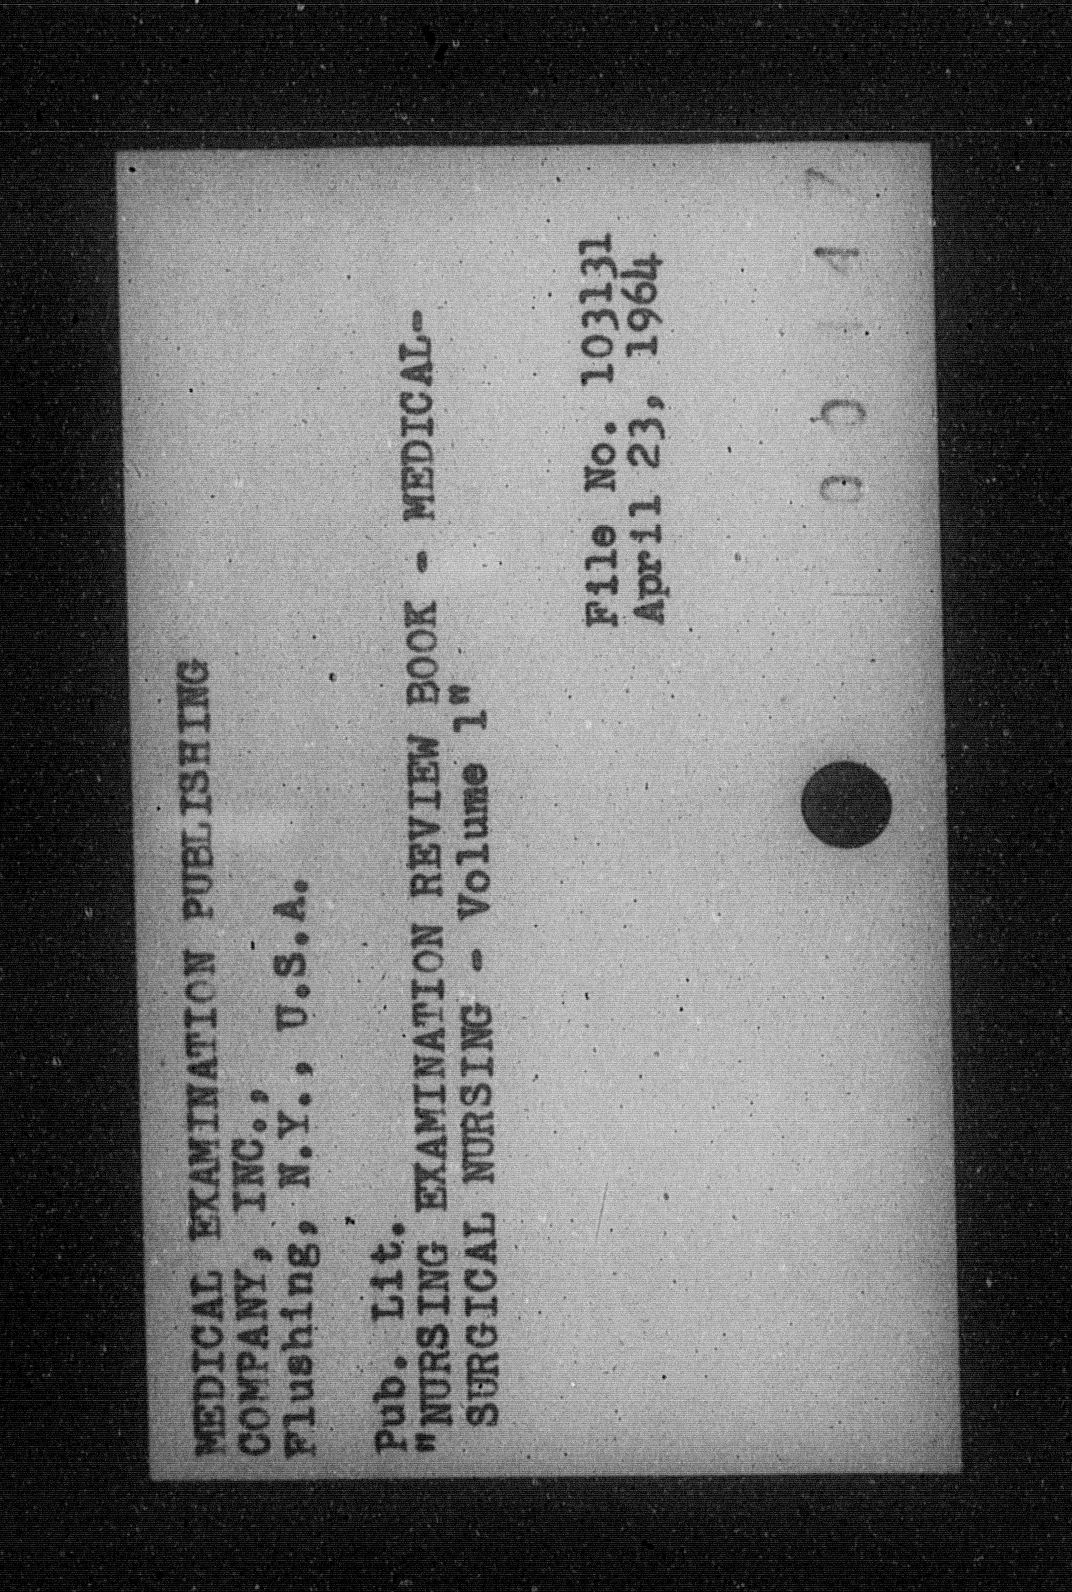 MEDICAL EXAMINATION PUBLISHING
COMPANY, INC.,
Flushing, N.Y., U.S.A.
Pub. Lit.
"NURSING EXAMINATION REVIEW BOOK - MEDICAL-
SURGICAL NURSING - Volume 1"
File No. 103131
April 23, 1964
00147